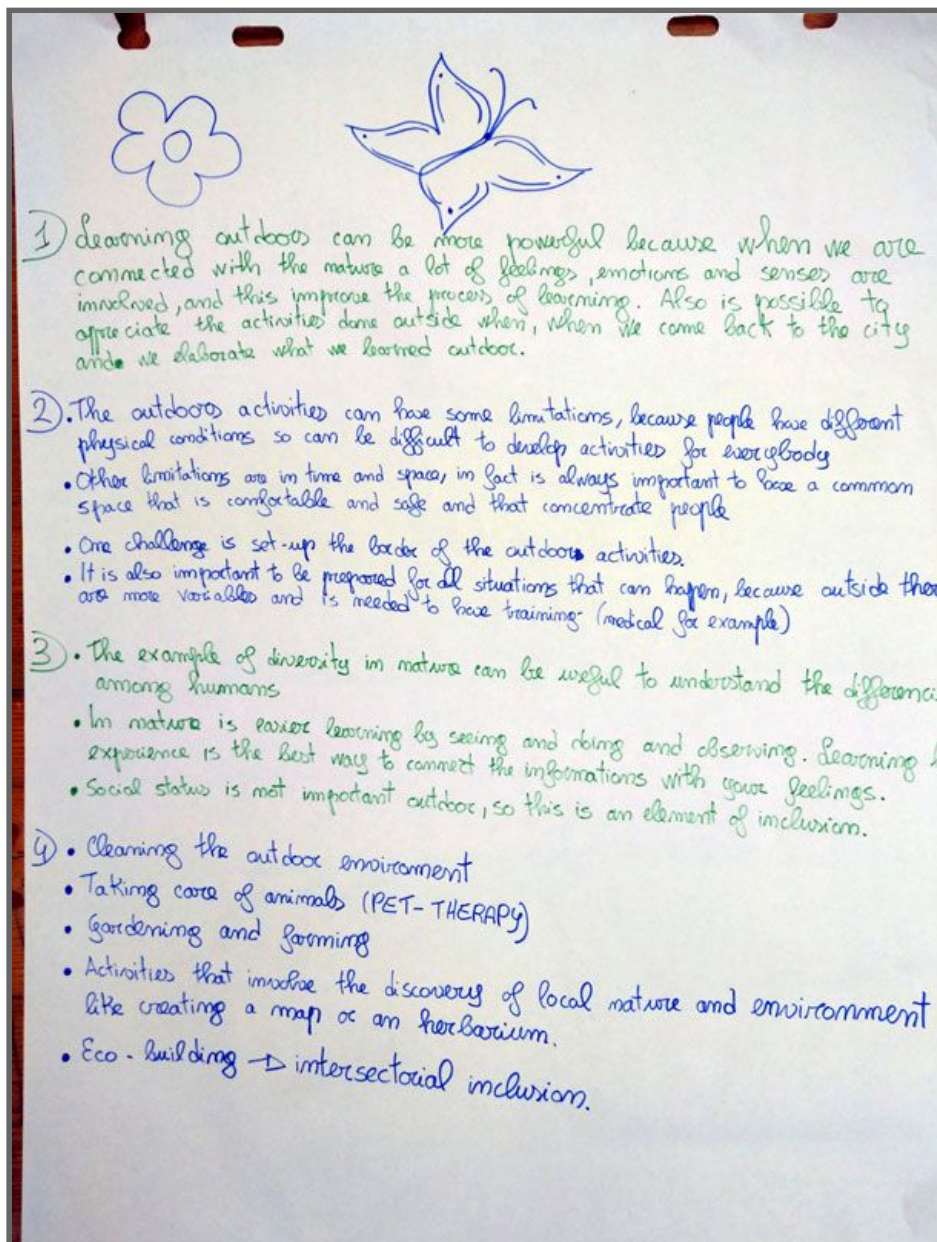 1) Learning outdoors can be more powerful because when we are
connected with the nature a lot of feelings, emotions and senses are
involved, and this improve the process of learning. Also is possible to
appreciate the activities done outside when, when we came back to the city
and we elaborate what we learned outdoor.
2) • The outdoors activities can have some limitations, because people have different
physical conditions so can be difficult to develop activities for everybody
• Other limitations are in time and space, in fact is always important to have a common
space that is comfortable and safe and that concentrate people
• One challenge is set-up the border of the outdoors activities.
• It is also important to be prepared for all situations that can happen, because outside there
are more variables and is needed to have training (medical for example)
3) • The example of diversity in nature can be useful to understand the
among humans
• In nature is easier learning by seeing and doing and observing. Learning
experience is the best way to connect the informations with your feelings.
• Social status is not important outdoor, so this is an element of inclusion.
4) • Cleaning the outdoor enviroment
• Taking care of animals (PET-THERAPY)
• Gardening and farming
• Activities that involve the discovery of local nature and environment
like creating a map or an herbarium.
• Eco-building → intersectorial inclusion.